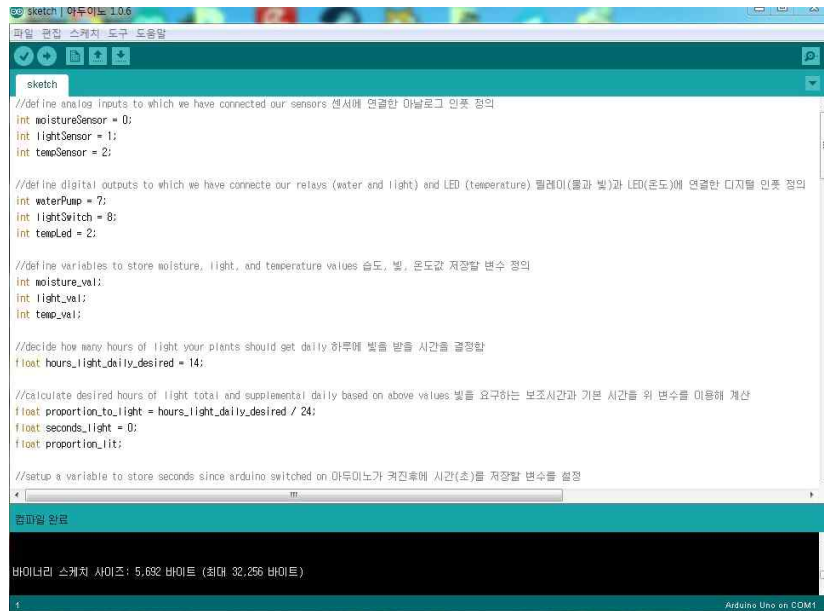 sketch | 아두이노 1.0.6
파일 편집 스케치 도구 도움말
sketch
//define analog inputs to which we have connected our sensors 센서에 연결한 아날로그 인풋 정의
int moistureSensor = 0;
int lightSensor = 1;
int tempSensor = 2;
//define digital outputs to which we have connecte our relays (water and light) and LED (temperature) 릴레이(물과 빛)과 LED(온도)에 연결한 디지털 인풋 정의
int waterPump = 7;
int lightSwitch = 8;
int tempLed = 2;
//define variables to store moisture, light, and temperature values 습도, 빛, 온도값 저장할 변수 정의
int moisture_val;
int light_val;
int temp_val;
//decide how many hours of light your plants should get daily 하루에 빛을 받을 시간을 결정함
float hours_light_daily_desired = 14;
//calculate desired hours of light total and supplemental daily based on above values 빛을 요구하는 보조시간과 기본 시간을 위 변수를 이용해 계산
float proportion_to_light = hours_light_daily_desired / 24;
float seconds_light = 0;
float proportion_lit;
//setup a variable to store seconds since arduino switched on 아두이노가 켜진후에 시간(초)를 저장할 변수를 설정
컴파일 완료
바이너리 스케치 사이즈: 5,692 바이트 (최대 32,256 바이트)
1
Arduino Uno on COM1